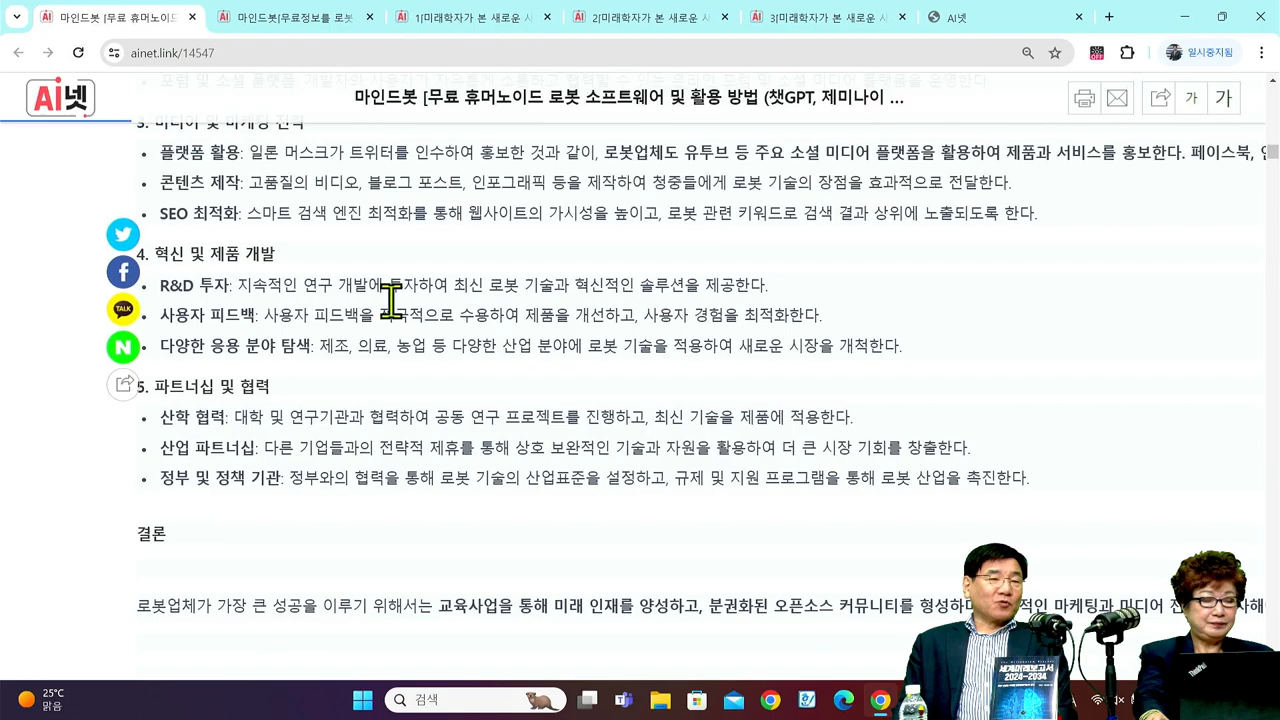 마인드봇 [무료 휴머노이드
마인드봇[무료정보를 로봇
1[미래학자가 본 새로운 시
2[미래학자가 본 새로운 시
3[미래학자가 본 새로운 시
AI넷
ainet.link/14547
OFF
일시중지됨
Ai넷
마인드봇 [무료 휴머노이드 로봇 소프트웨어 및 활용 방법 (챗GPT, 제미나이 ...
가
가
3. 미디어 및 마케팅 전략
플랫폼 활용: 일론 머스크가 트위터를 인수하여 홍보한 것과 같이, 로봇업체도 유투브 등 주요 소셜 미디어 플랫폼을 활용하여 제품과 서비스를 홍보한다. 페이스북,
콘텐츠 제작: 고품질의 비디오, 블로그 포스트, 인포그래픽 등을 제작하여 청중들에게 로봇 기술의 장점을 효과적으로 전달한다.
SEO 최적화: 스마트 검색 엔진 최적화를 통해 웹사이트의 가시성을 높이고, 로봇 관련 키워드로 검색 결과 상위에 노출되도록 한다.
4. 혁신 및 제품 개발
R&D 투자: 지속적인 연구 개발에 투자하여 최신 로봇 기술과 혁신적인 솔루션을 제공한다.
사용자 피드백: 사용자 피드백을 적극적으로 수용하여 제품을 개선하고, 사용자 경험을 최적화한다.
TALK
N
다양한 응용 분야 탐색: 제조, 의료, 농업 등 다양한 산업 분야에 로봇 기술을 적용하여 새로운 시장을 개척한다.
5. 파트너십 및 협력
산학 협력: 대학 및 연구기관과 협력하여 공동 연구 프로젝트를 진행하고, 최신 기술을 제품에 적용한다.
산업 파트너십: 다른 기업들과의 전략적 제휴를 통해 상호 보완적인 기술과 자원을 활용하여 더 큰 시장 기회를 창출한다.
정부 및 정책 기관: 정부와의 협력을 통해 로봇 기술의 산업표준을 설정하고, 규제 및 지원 프로그램을 통해 로봇 산업을 촉진한다.
결론
로봇업체가 가장 큰 성공을 이루기 위해서는 교육사업을 통해 미래 인재를 양성하고, 분권화된 오픈소스 커뮤니티를 형성하며 마케팅과 미디어
세계미래보고서
2024-2034
ThinkPad
25°C
맑음
검색